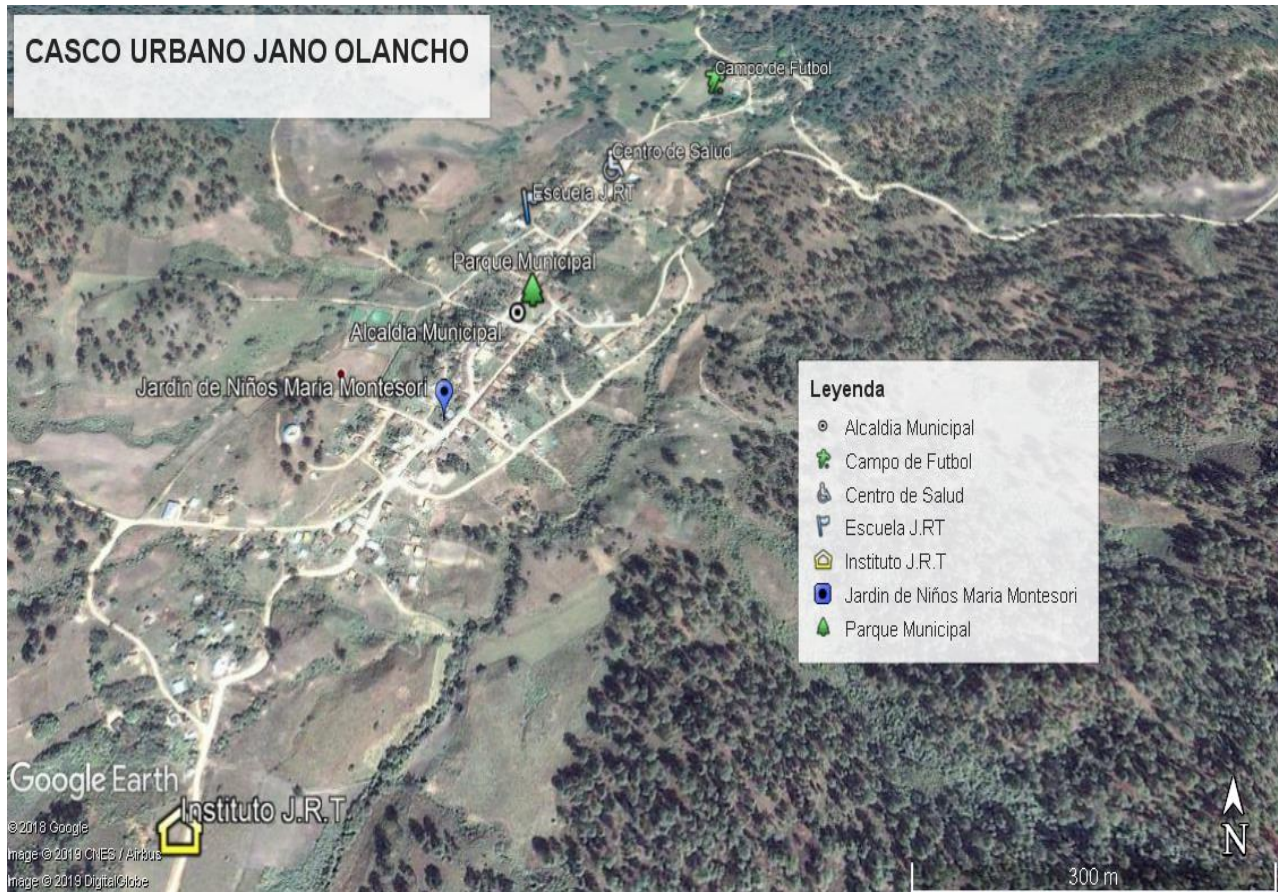 CASCO URBANO JANO OLANCHO
Campo de Futbol
Centro de Salud
Escuela J.RT
Parque Municipal
Alcaldia Municipal
Jardin de Niños Maria Montesori
Leyenda
Alcaldia Municipal
Campo de Futbol
Centro de Salud
Escuela J.RT
Instituto J.R.T
Jardin de Niños Maria Montesori
Parque Municipal
Google Earth
Instituto J.R.T
© 2018 Google
Image © 2019 CNES / Airbus
Image © 2019 DigitalGlobe
N
300 m